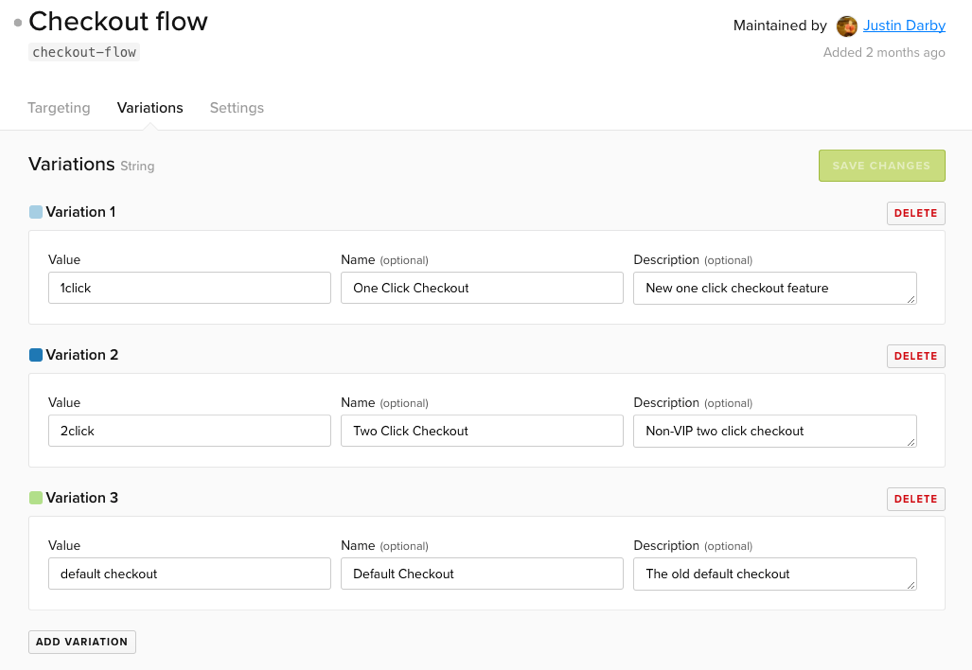 Checkout flow
Maintained by Justin Darby
checkout-flow
Added 2 months ago
Targeting Variations Settings
Variations String
SAVE CHANGES
Variation 1
DELETE
Value Name (optional) Description (optional)
1click One Click Checkout New one click checkout feature
Variation 2
DELETE
Value Name (optional) Description (optional)
2click Two Click Checkout Non-VIP two click checkout
Variation 3
DELETE
Value Name (optional) Description (optional)
default checkout Default Checkout The old default checkout
ADD VARIATION